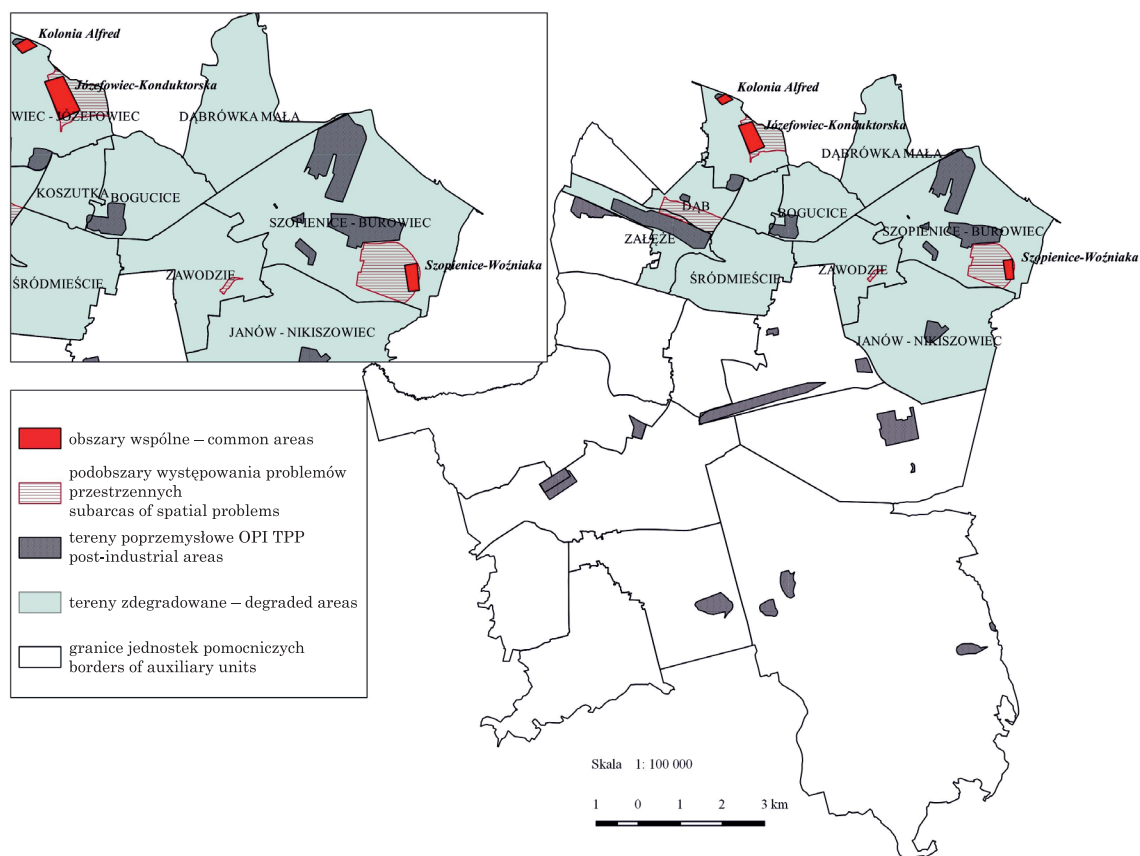 Kolonia Alfred
Józefowiec-Konduktorska
WIEC - JÓZEFOWIEC
DĄBRÓWKA MAŁA
KOSZUTKA
BOGUCICE
SZOPIENICE - BUROWIEC
Szopienice-Woźniaka
ZAWODZIE
ŚRÓDMIEŚCIE
JANÓW - NIKISZOWIEC
Kolonia Alfred
Józefowiec-Konduktorska
DĄBRÓWKA MAŁA
DĄB
BOGUCICE
ZAŁĘŻE
SZOPIENICE - BUROWIEC
Szopienice-Woźniaka
ŚRÓDMIEŚCIE
ZAWODZIE
JANÓW - NIKISZOWIEC
obszary wspólne – common areas
podobszary występowania problemów
przestrzennych
subarcas of spatial problems
tereny poprzemysłowe OPI TPP
post-industrial areas
tereny zdegradowane – degraded areas
granice jednostek pomocniczych
borders of auxiliary units
Skala 1: 100 000
1 0 1 2 3 km